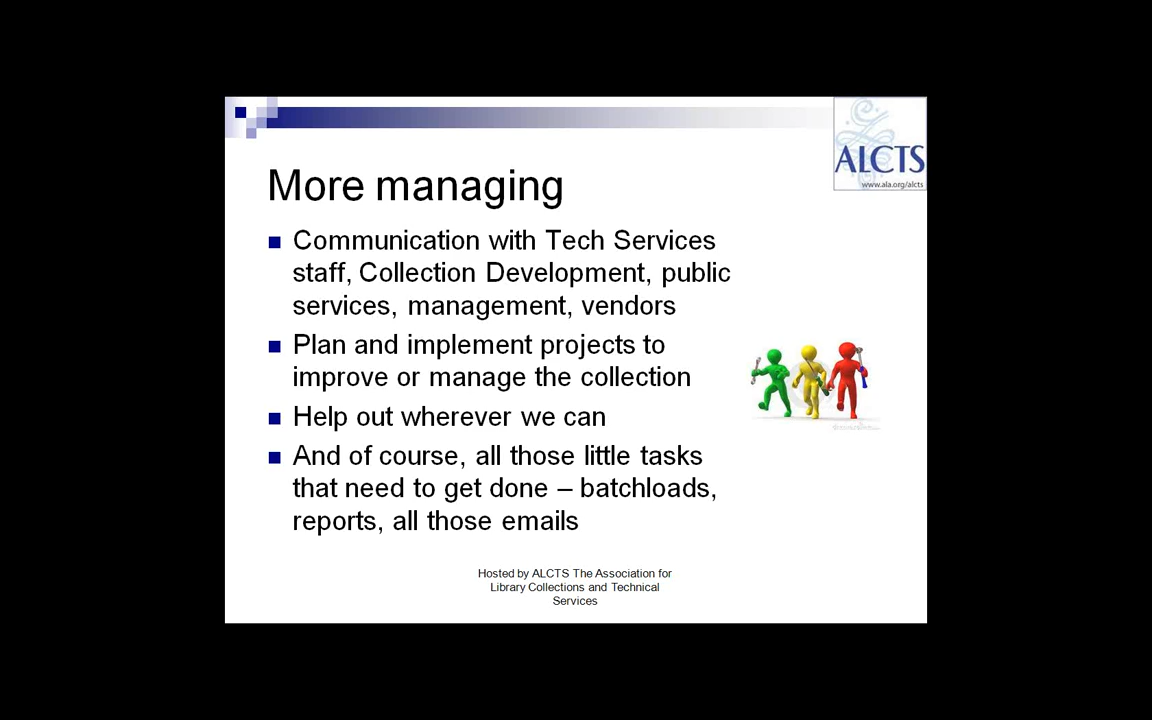 ALCTS
www.ala.org/alcts
More managing
Communication with Tech Services
staff, Collection Development, public
services, management, vendors
Plan and implement projects to
improve or manage the collection
Help out wherever we can
And of course, all those little tasks
that need to get done – batchloads,
reports, all those emails
Hosted by ALCTS The Association for
Library Collections and Technical
Services